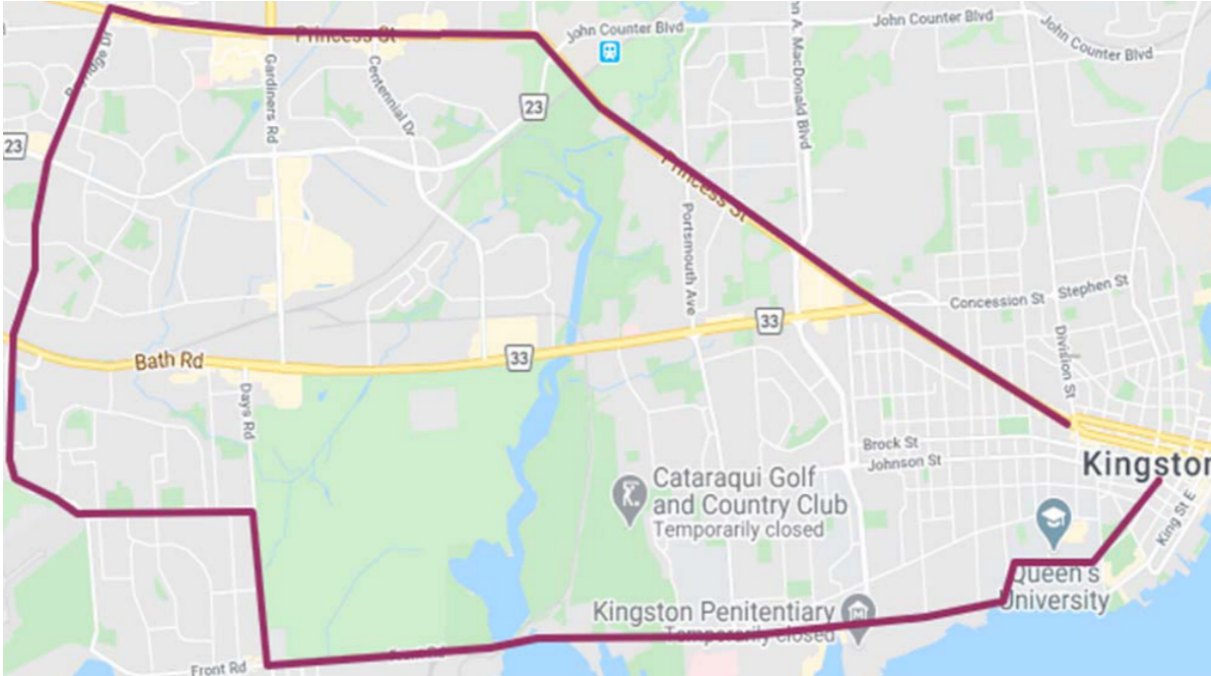 John Counter Blvd
John Counter Blvd
John Counter Blvd
Princess St
Gardiners Rd
Centennial Dr
23
23
Princess St
Portsmouth Ave
n A. MacDonald Blvd
Concession St
Stephen St
Division St
33
33
Bath Rd
Days Rd
Brock St
Johnson St
Kingston
King St E
Cataraqui Golf
and Country Club
Temporarily closed
Queen's
University
Kingston Penitentiary
Temporarily closed
Front Rd